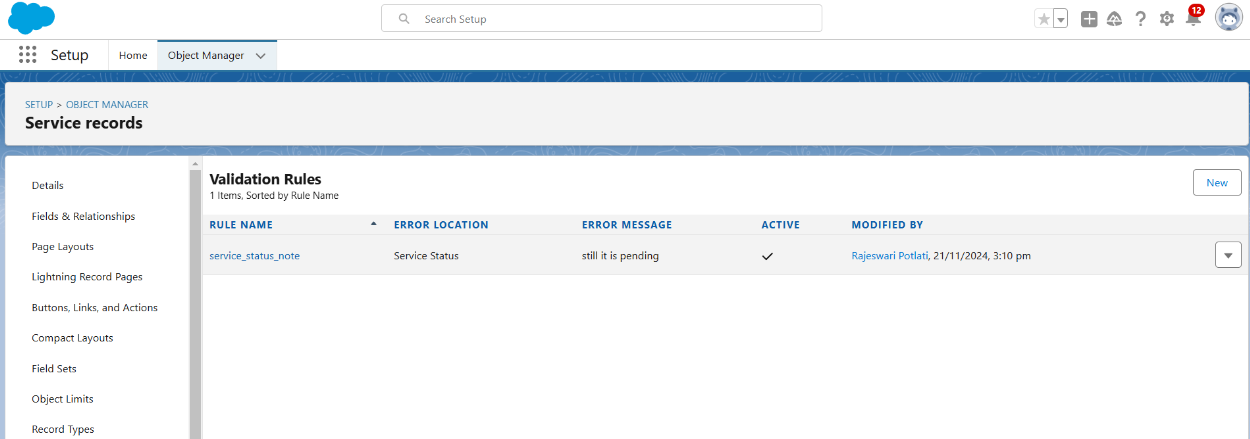 Search Setup
12
Setup
Home
Object Manager
SETUP > OBJECT MANAGER
Service records
Details
Fields & Relationships
Page Layouts
Lightning Record Pages
Buttons, Links, and Actions
Compact Layouts
Field Sets
Object Limits
Record Types
Validation Rules
1 Items, Sorted by Rule Name
New
RULE NAME ERROR LOCATION ERROR MESSAGE ACTIVE MODIFIED BY
service_status_note Service Status still it is pending Rajeswari Potlati, 21/11/2024, 3:10 pm